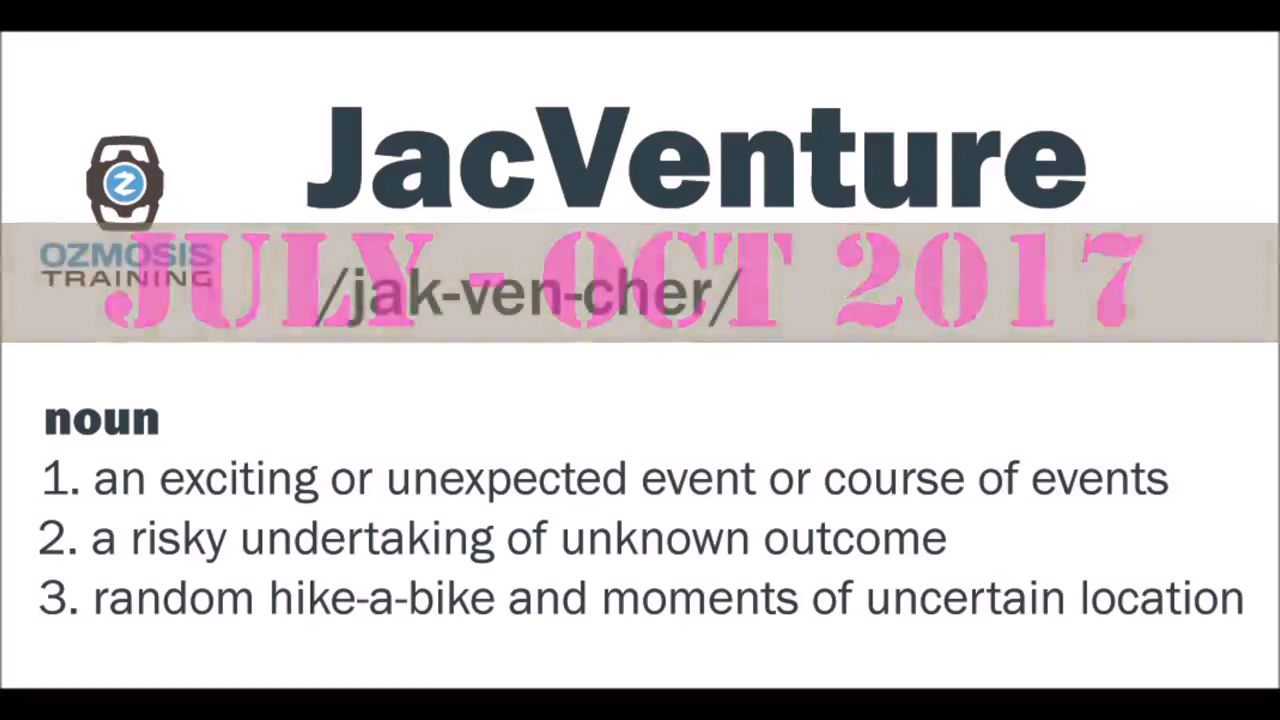 JacVenture
Z
OZMOSIS
TRAINING
JULY - OCT 2017
/jak-ven-cher/
noun
1. an exciting or unexpected event or course of events
2. a risky undertaking of unknown outcome
3. random hike-a-bike and moments of uncertain location